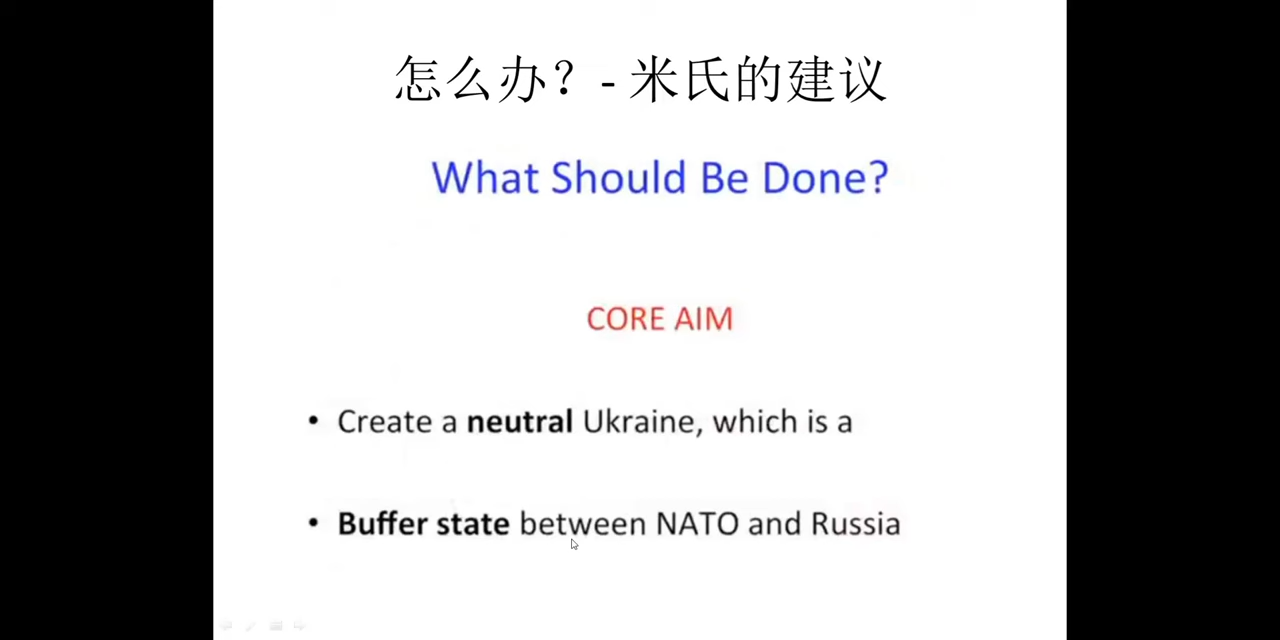 怎么办？- 米氏的建议
What Should Be Done?
CORE AIM
• Create a neutral Ukraine, which is a
• Buffer state between NATO and Russia